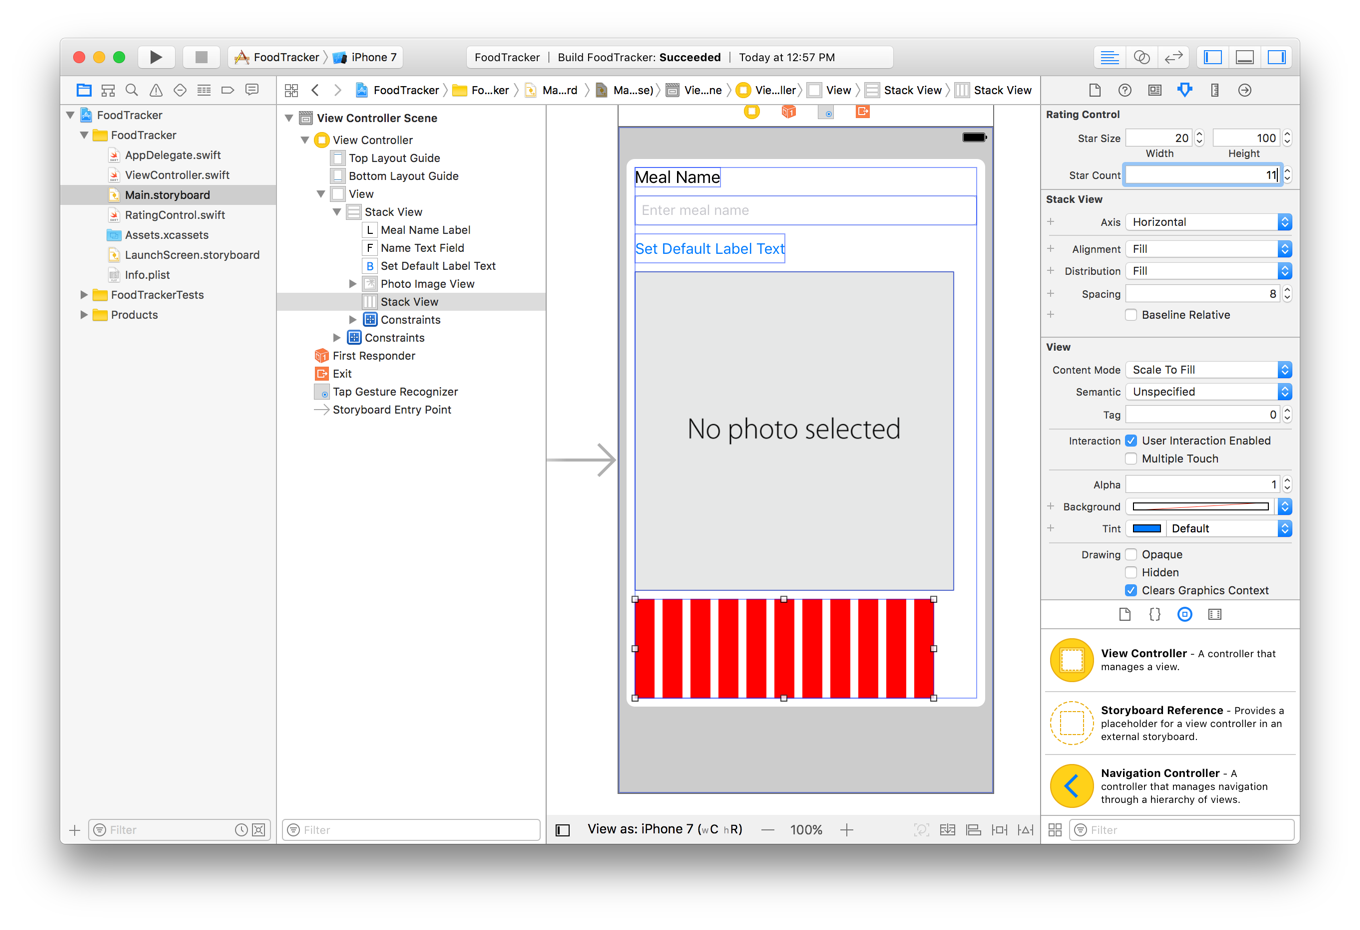 FoodTracker
iPhone 7
FoodTracker | Build FoodTracker: Succeeded | Today at 12:57 PM
FoodTracker
Fo...ker
Ma...rd
Ma...se)
Vie...ne
Vie...ller
View
Stack View
Stack View
FoodTracker
FoodTracker
AppDelegate.swift
ViewController.swift
Main.storyboard
RatingControl.swift
Assets.xcassets
LaunchScreen.storyboard
Info.plist
FoodTrackerTests
Products
Filter
View Controller Scene
View Controller
Top Layout Guide
Bottom Layout Guide
View
Stack View
L Meal Name Label
F Name Text Field
B Set Default Label Text
Photo Image View
Stack View
Constraints
Constraints
First Responder
Exit
Tap Gesture Recognizer
Storyboard Entry Point
Filter
Meal Name
Enter meal name
Set Default Label Text
No photo selected
View as: iPhone 7 (wC hR)
100%
Rating Control
Star Size 20 100
Width Height
Star Count 11
Stack View
Axis Horizontal
Alignment Fill
Distribution Fill
Spacing 8
Baseline Relative
View
Content Mode Scale To Fill
Semantic Unspecified
Tag 0
Interaction User Interaction Enabled
Multiple Touch
Alpha 1
Background
Tint Default
Drawing Opaque
Hidden
Clears Graphics Context
View Controller - A controller that
manages a view.
Storyboard Reference - Provides a
placeholder for a view controller in an
external storyboard.
Navigation Controller - A
controller that manages navigation
through a hierarchy of views.
Filter